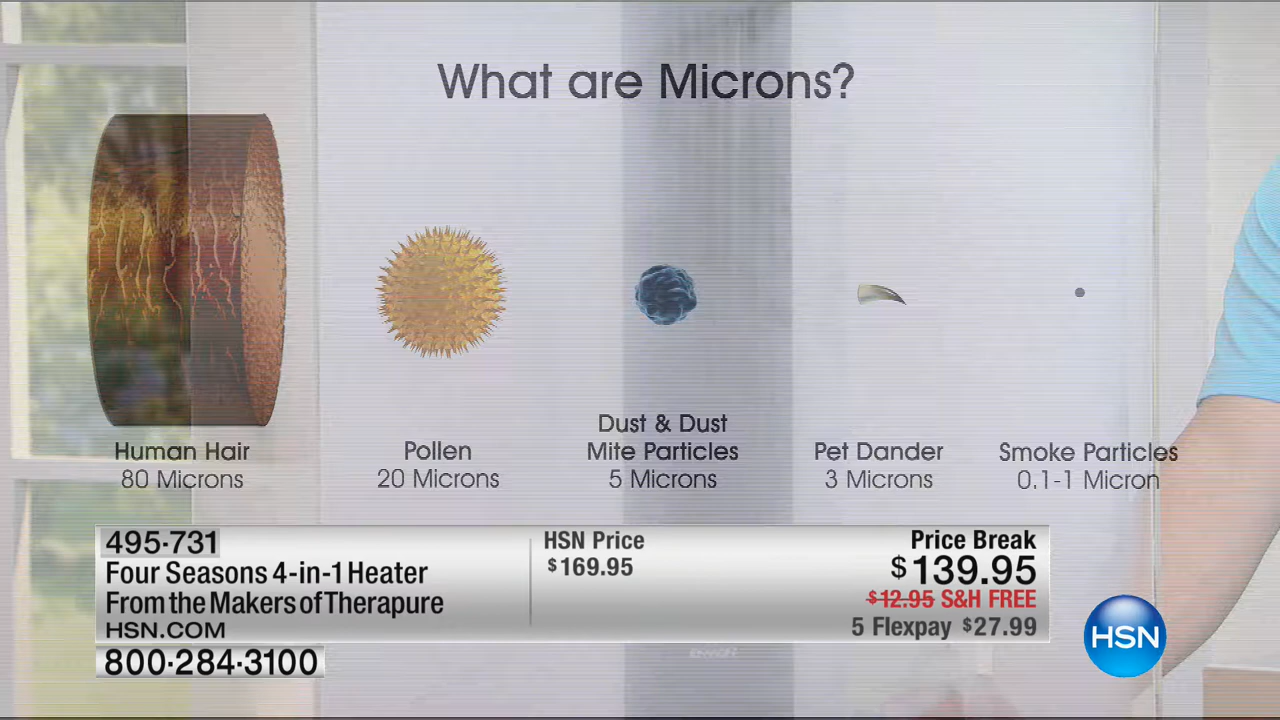 What are Microns?
Human Hair
80 Microns
Pollen
20 Microns
Dust & Dust
Mite Particles
5 Microns
Pet Dander
3 Microns
Smoke Particles
0.1-1 Micron
495-731
Four Seasons 4-in-1 Heater
From the Makers of Therapure
HSN.COM
800-284-3100
HSN Price
$169.95
Price Break
$139.95
$12.95 S&H FREE
5 Flexpay $27.99
HSN